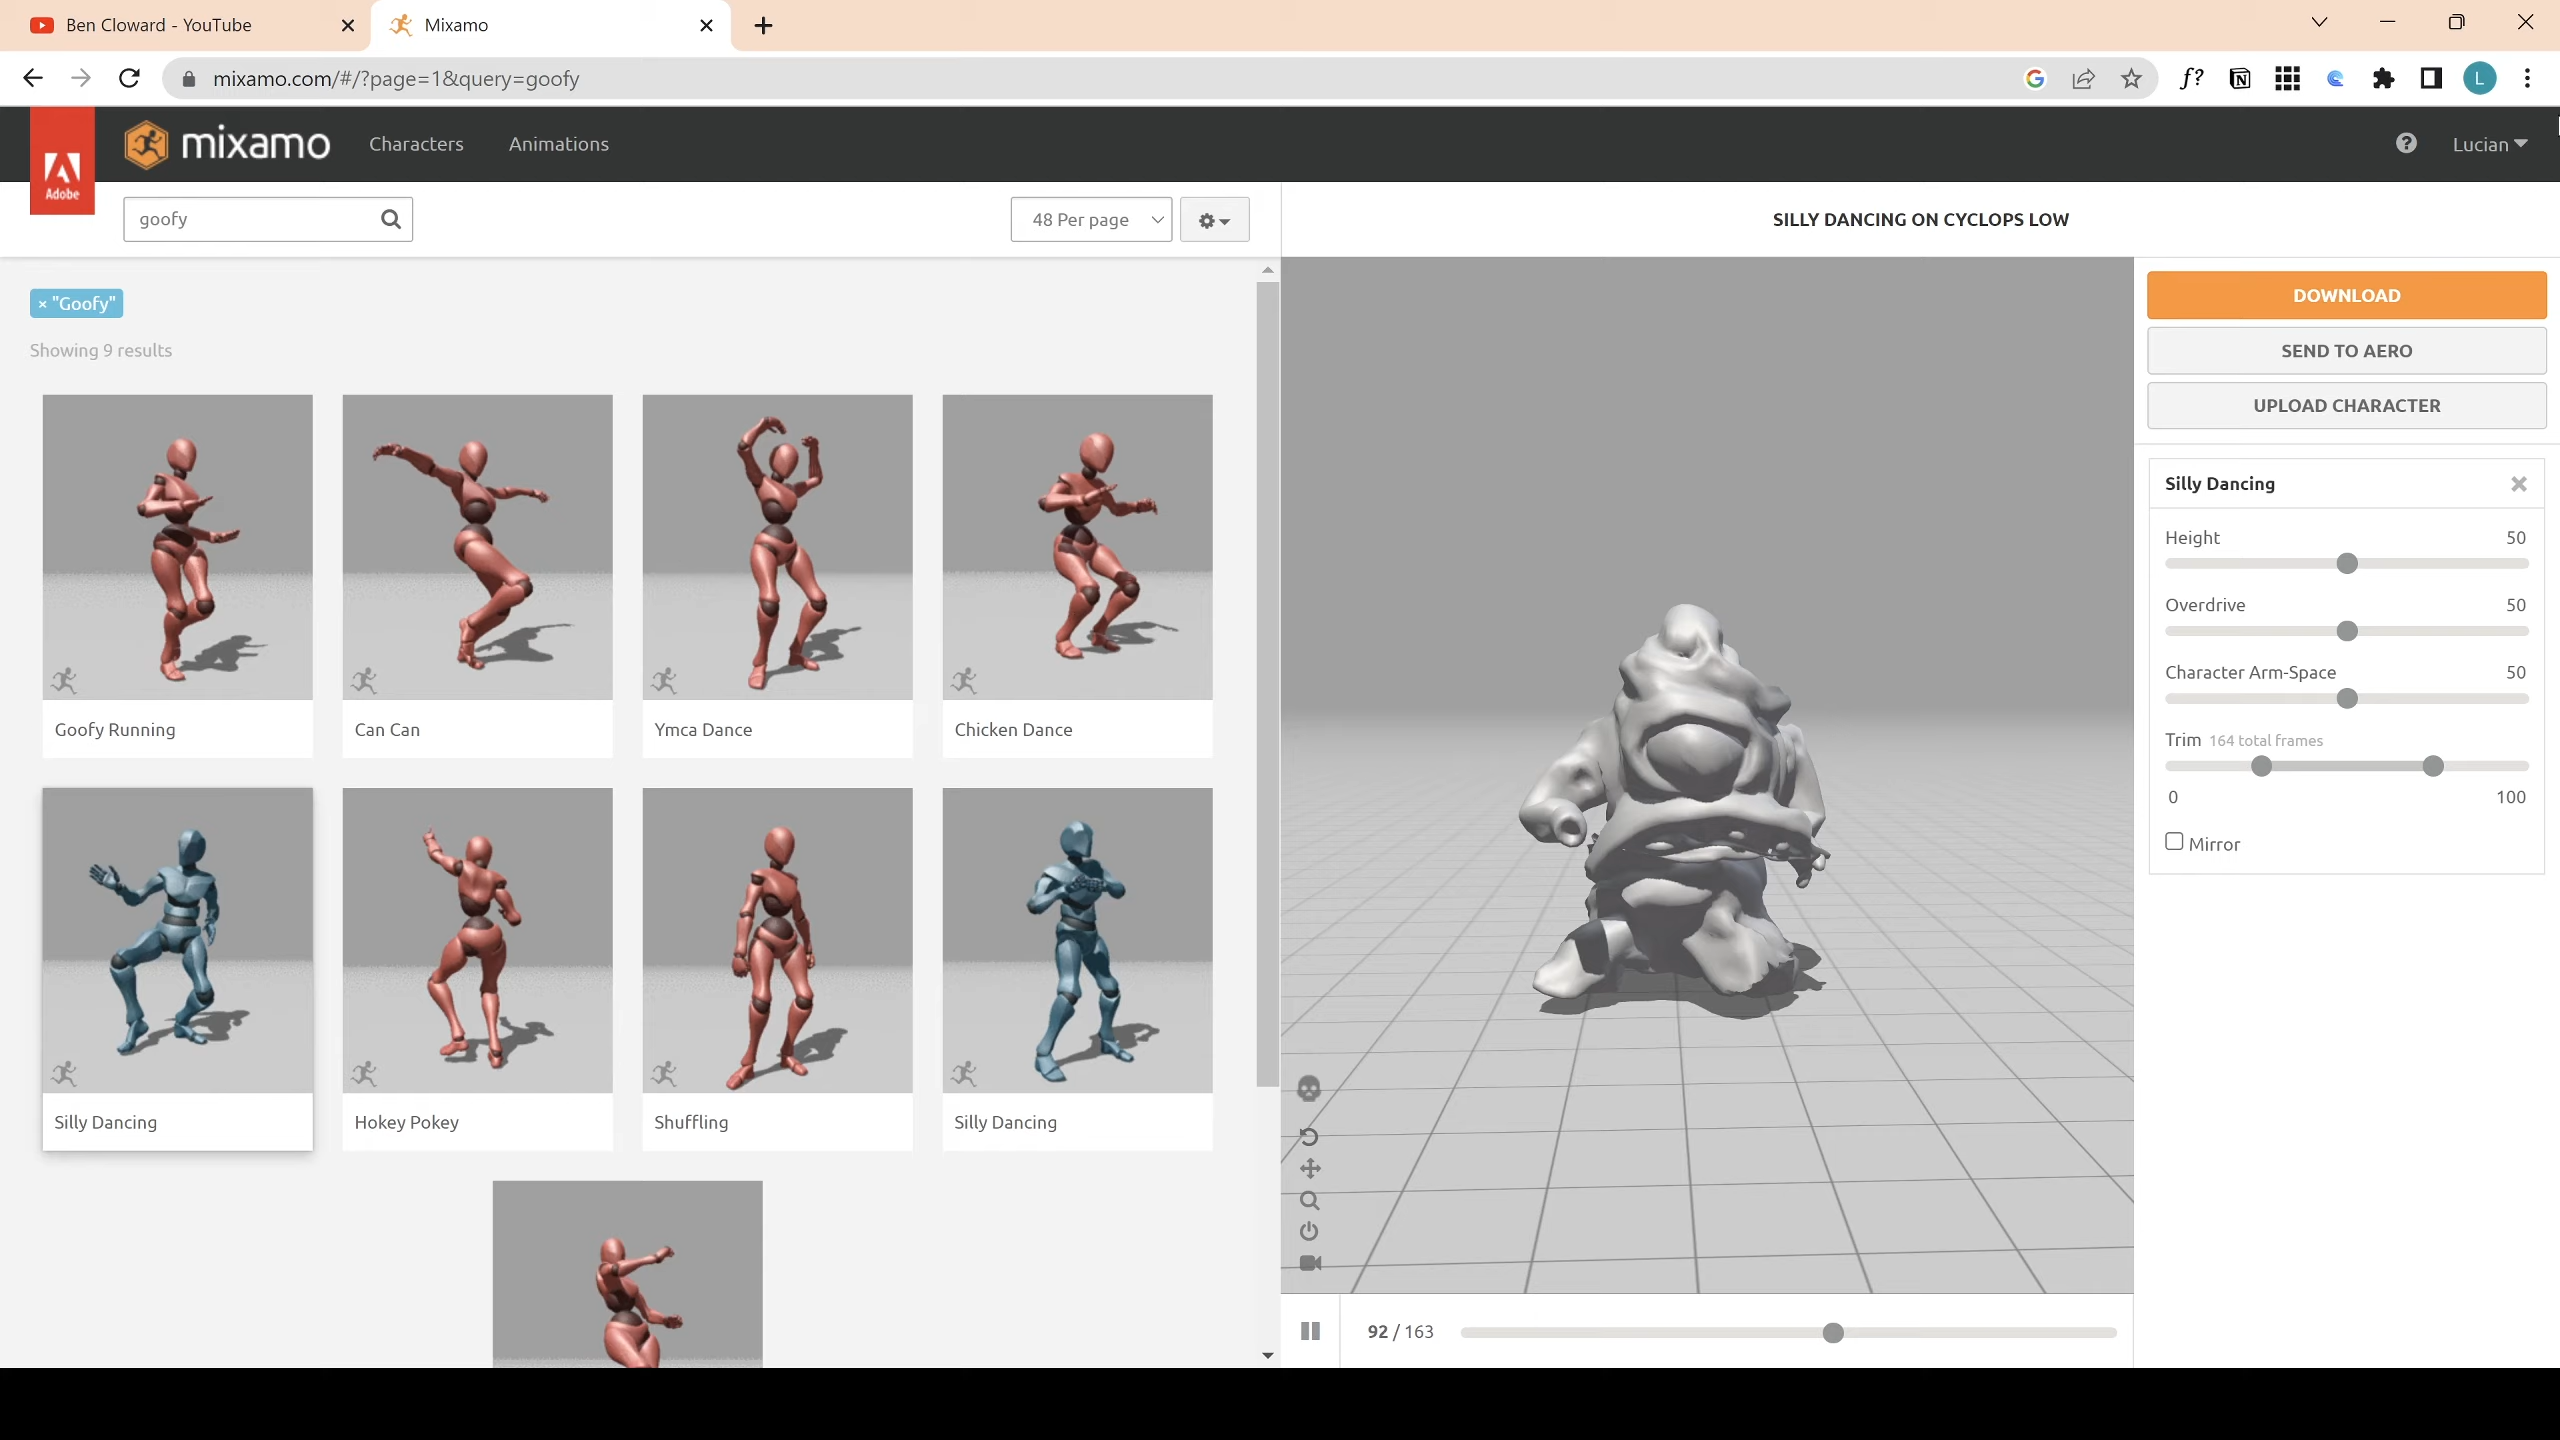 Ben Cloward - YouTube
Mixamo
mixamo.com/#/?page=1&query=goofy
f?
L
Adobe
mixamo
Characters
Animations
?
Lucian
goofy
48 Per page
SILLY DANCING ON CYCLOPS LOW
× "Goofy"
Showing 9 results
Goofy Running
Can Can
Ymca Dance
Chicken Dance
Silly Dancing
Hokey Pokey
Shuffling
Silly Dancing
92 / 163
DOWNLOAD
SEND TO AERO
UPLOAD CHARACTER
Silly Dancing
Height 50
Overdrive 50
Character Arm-Space 50
Trim 164 total frames
0 100
Mirror